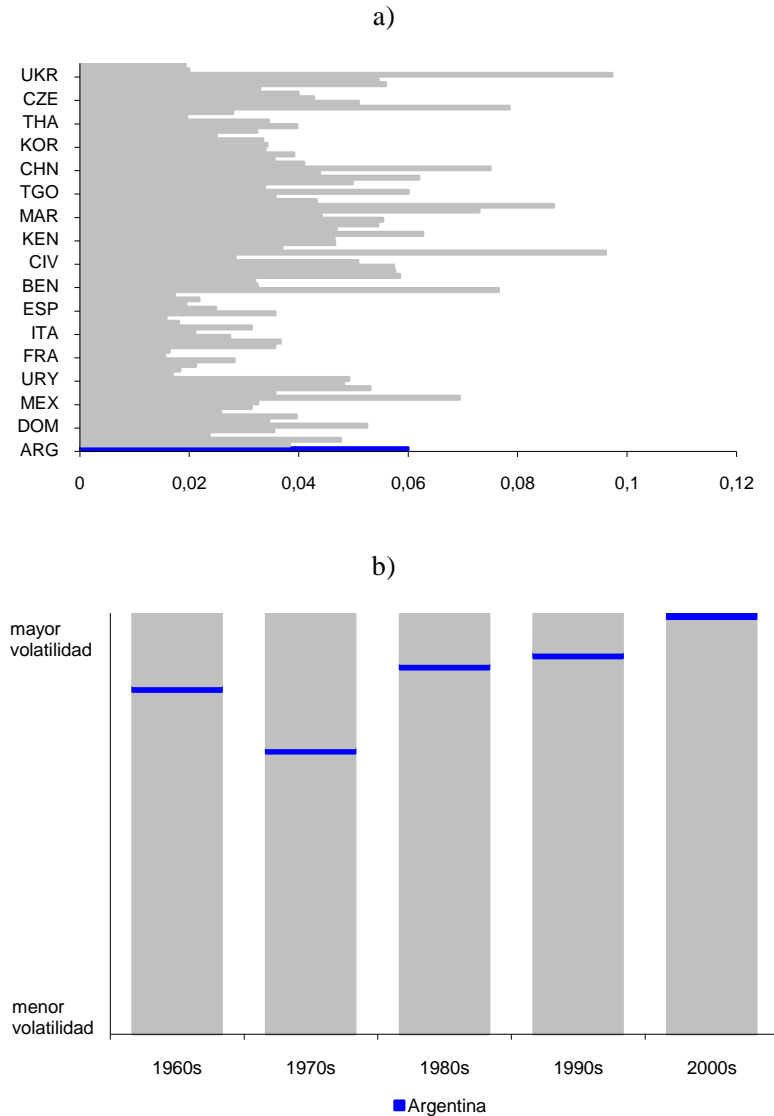 a)
UKR
CZE
THA
KOR
CHN
TGO
MAR
KEN
CIV
BEN
ESP
ITA
FRA
URY
MEX
DOM
ARG
0 0,02 0,04 0,06 0,08 0,1 0,12
b)
mayor
volatilidad
menor
volatilidad
1960s 1970s 1980s 1990s 2000s
Argentina